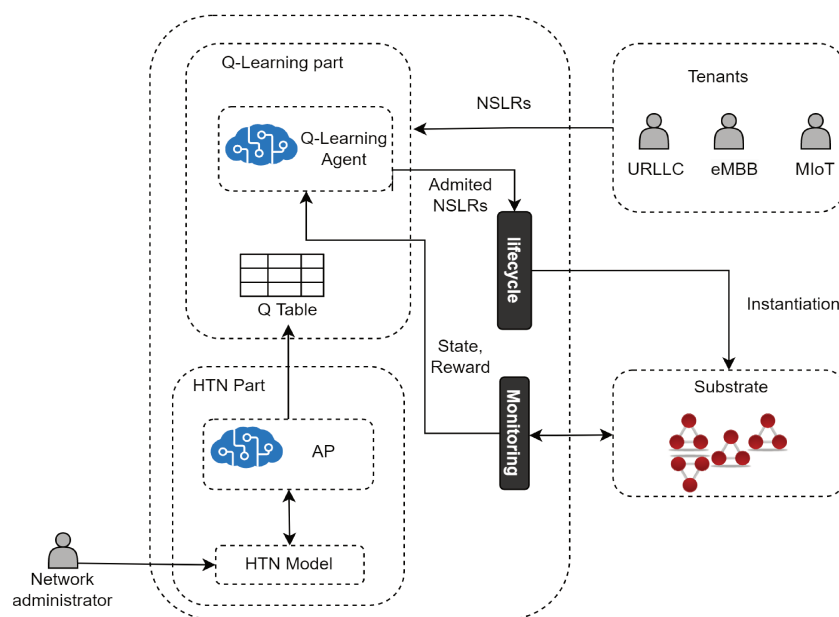 Q-Learning part
Tenants
NSLRs
Q-Learning
Agent
URLLC
eMBB
MIoT
Admited
NSLRs
lifecycle
Q Table
Instantiation
State,
Reward
HTN Part
Substrate
Monitoring
AP
HTN Model
Network
administrator